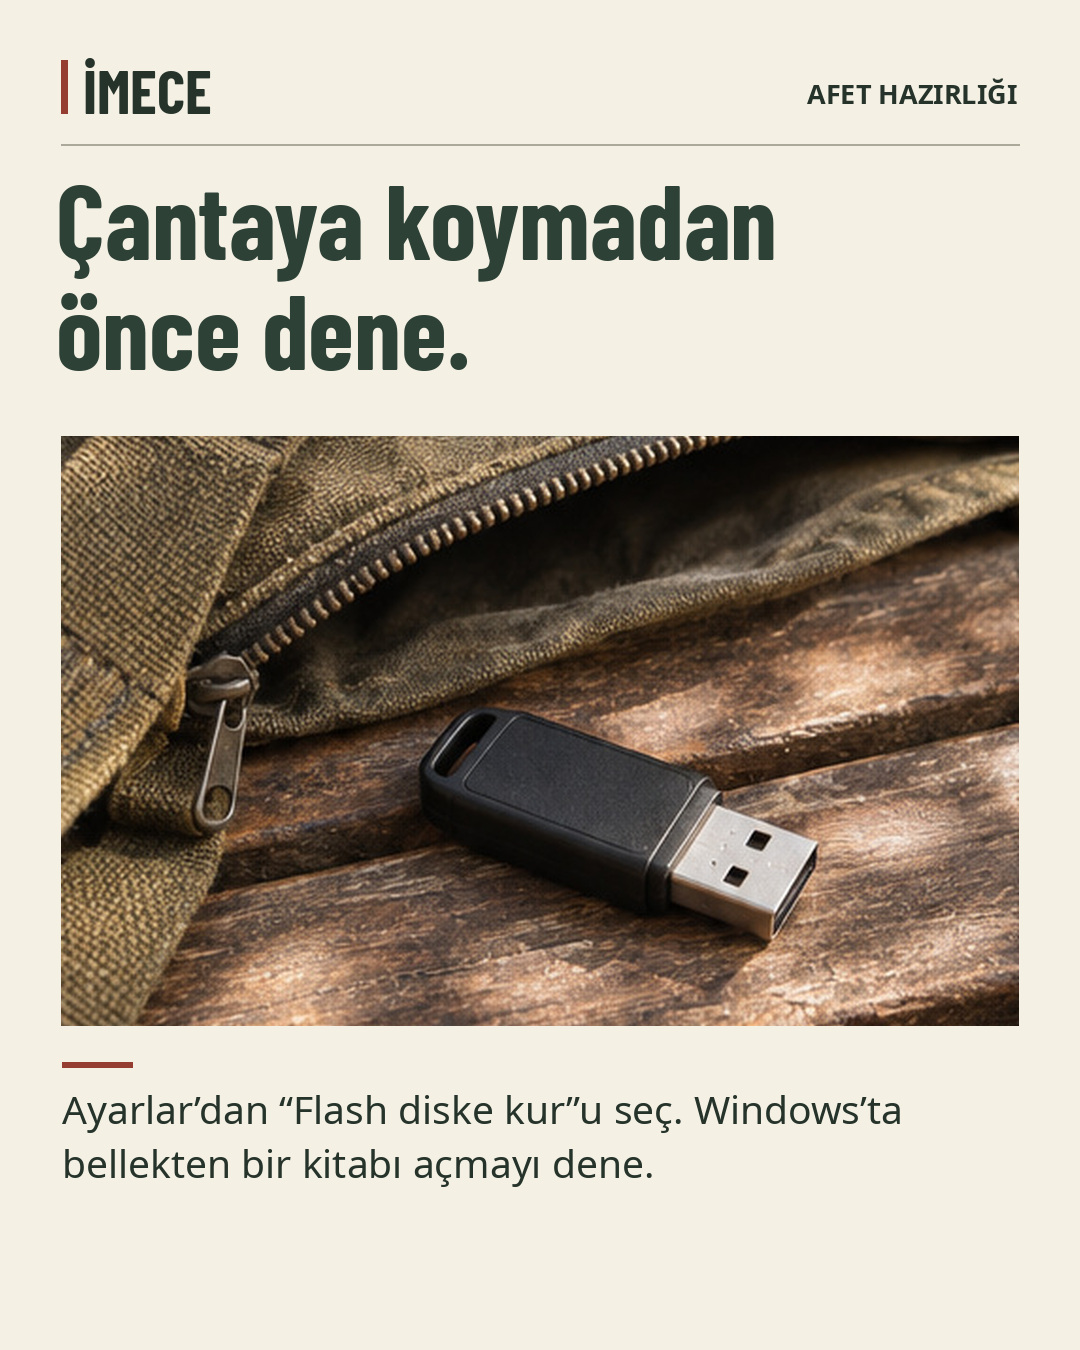 İMECE
AFET HAZIRLIĞI
Çantaya koymadan
önce dene.
Ayarlar’dan “Flash diske kur”u seç. Windows’ta
bellekten bir kitabı açmayı dene.